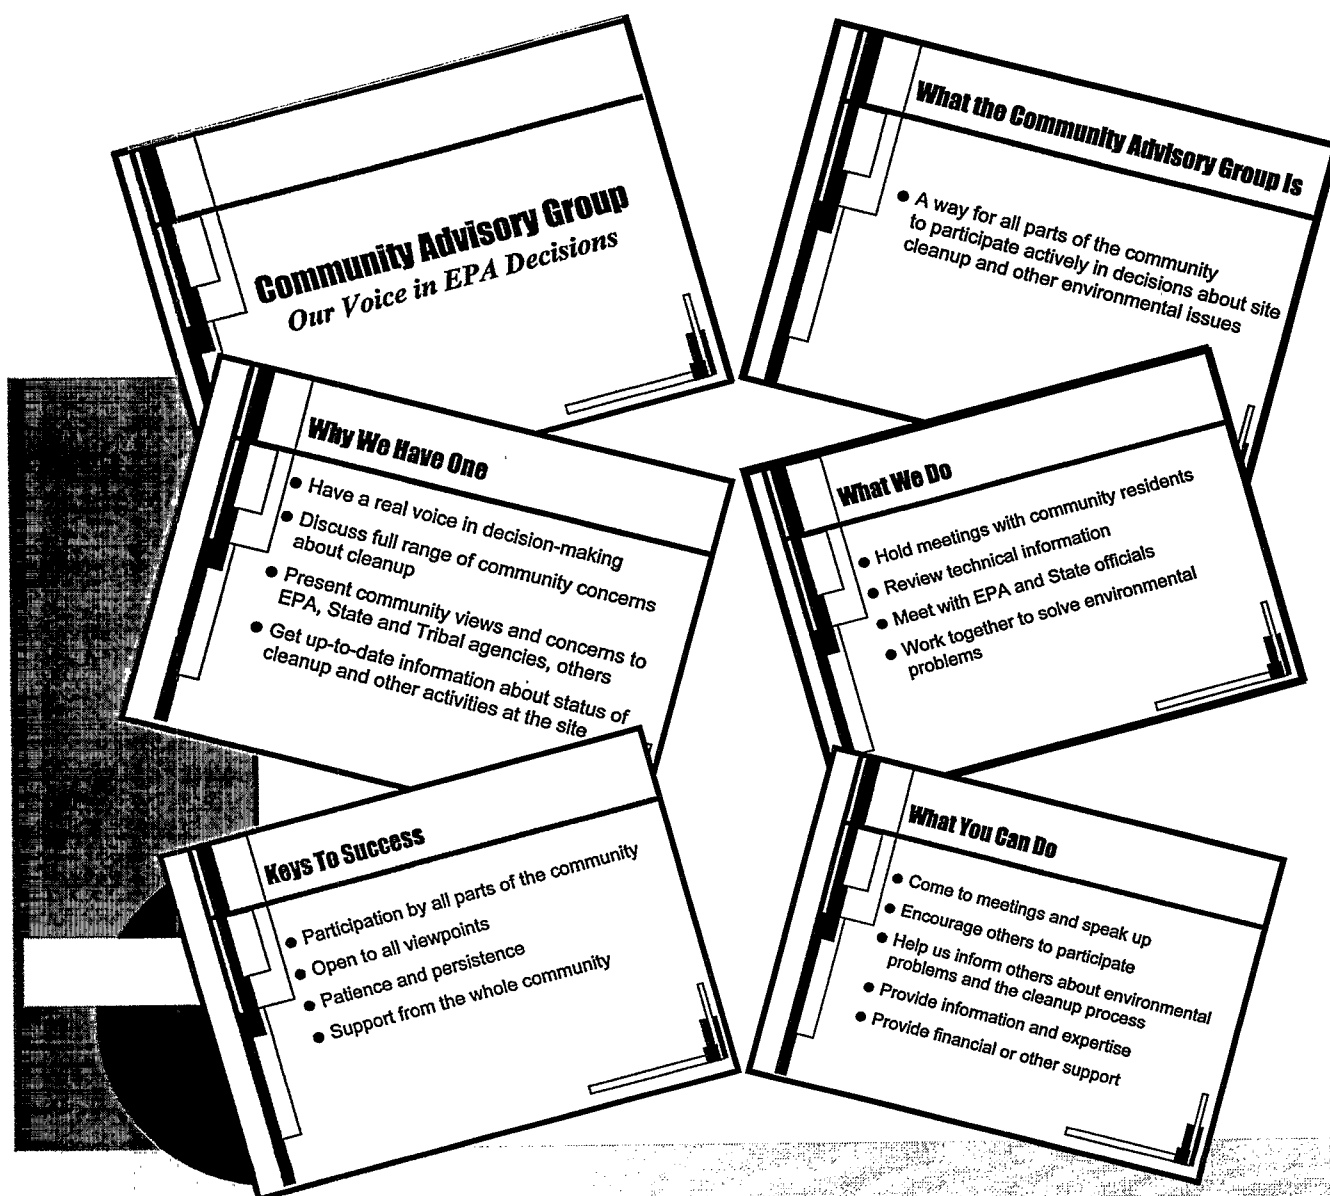 Community Advisory Group
Our Voice in EPA Decisions
What the Community Advisory Group Is
● A way for all parts of the community
to participate actively in decisions about site
cleanup and other environmental issues
Why We Have One
● Have a real voice in decision-making
● Discuss full range of community concerns
about cleanup
● Present community views and concerns to
EPA, State and Tribal agencies, others
● Get up-to-date information about status of
cleanup and other activities at the site
What We Do
● Hold meetings with community residents
● Review technical information
● Meet with EPA and State officials
● Work together to solve environmental
problems
Keys To Success
● Participation by all parts of the community
● Open to all viewpoints
● Patience and persistence
● Support from the whole community
What You Can Do
● Come to meetings and speak up
● Encourage others to participate
● Help us inform others about environmental
problems and the cleanup process
● Provide information and expertise
● Provide financial or other support